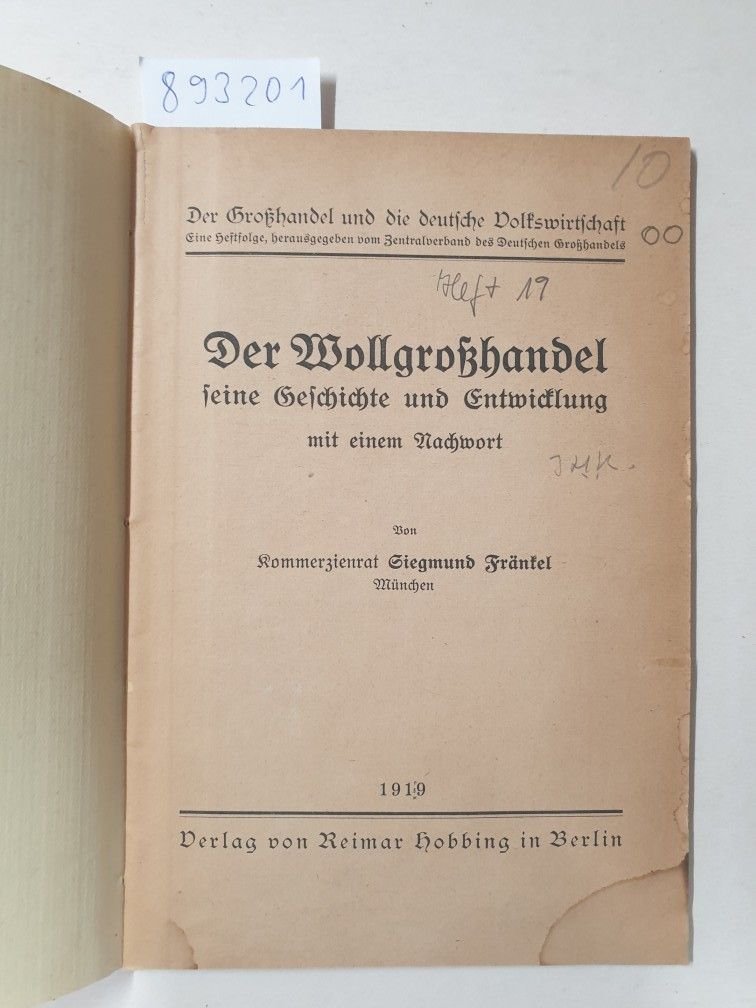 893201
10
Der Großhandel und die deutsche Volkswirtschaft
Eine Heftfolge, herausgegeben vom Zentralverband des Deutschen Großhandels
00
Heft 19
Der Wollgroßhandel
seine Geschichte und Entwicklung
mit einem Nachwort
Von
Kommerzienrat Siegmund Fränkel
München
1919
Verlag von Reimar Hobbing in Berlin